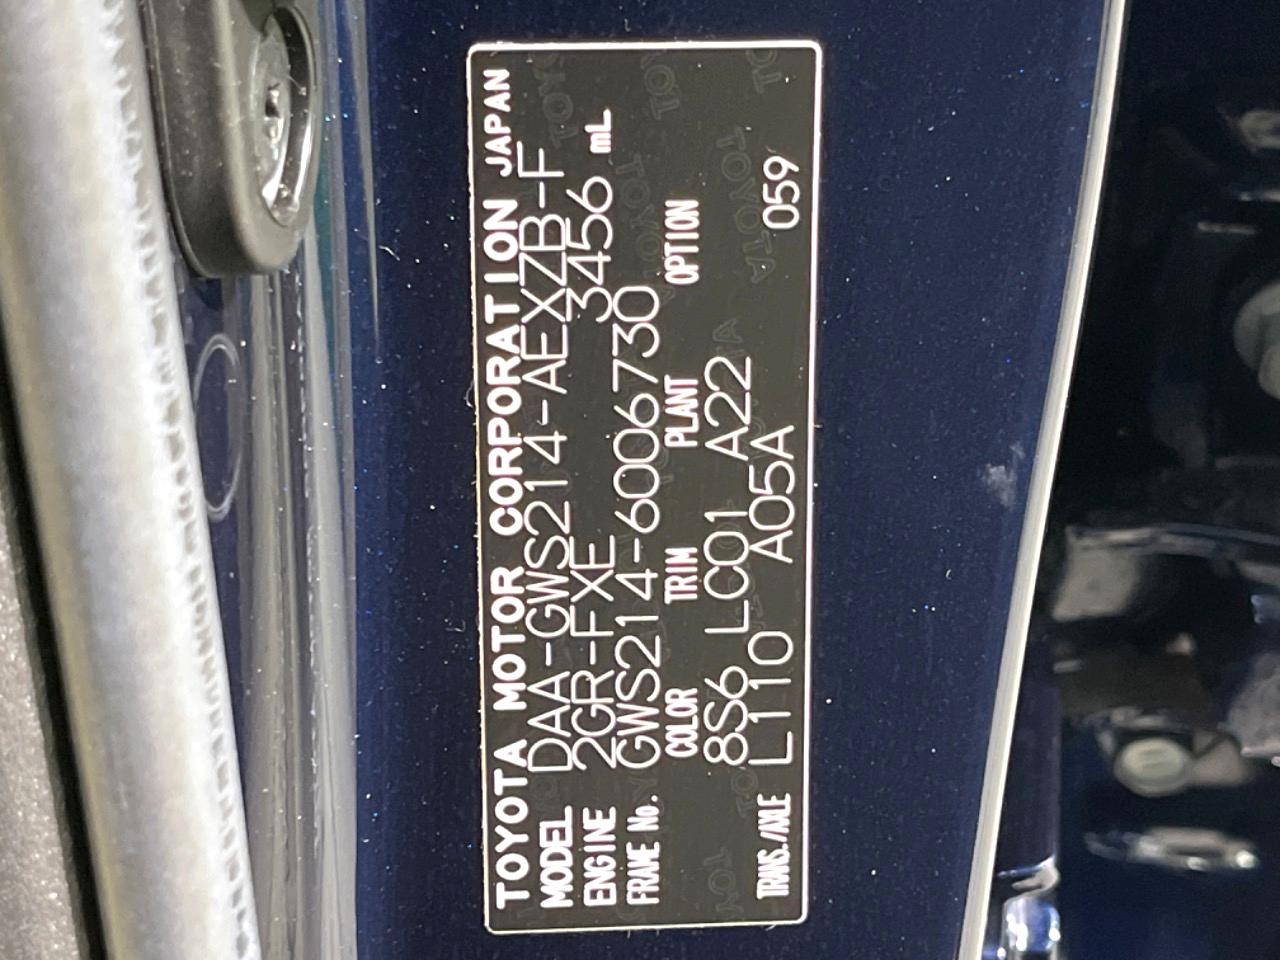 TOYOTA MOTOR CORPORATION JAPAN
MODEL DAA-GWS214-AEXZB-F
ENGINE 2GR-FXE 3456 mL
FRAME No. GWS214-6006730
COLOR TRIM PLANT OPTION
8S6 LC01 A22
TRANS./AXLE L110 A05A 059